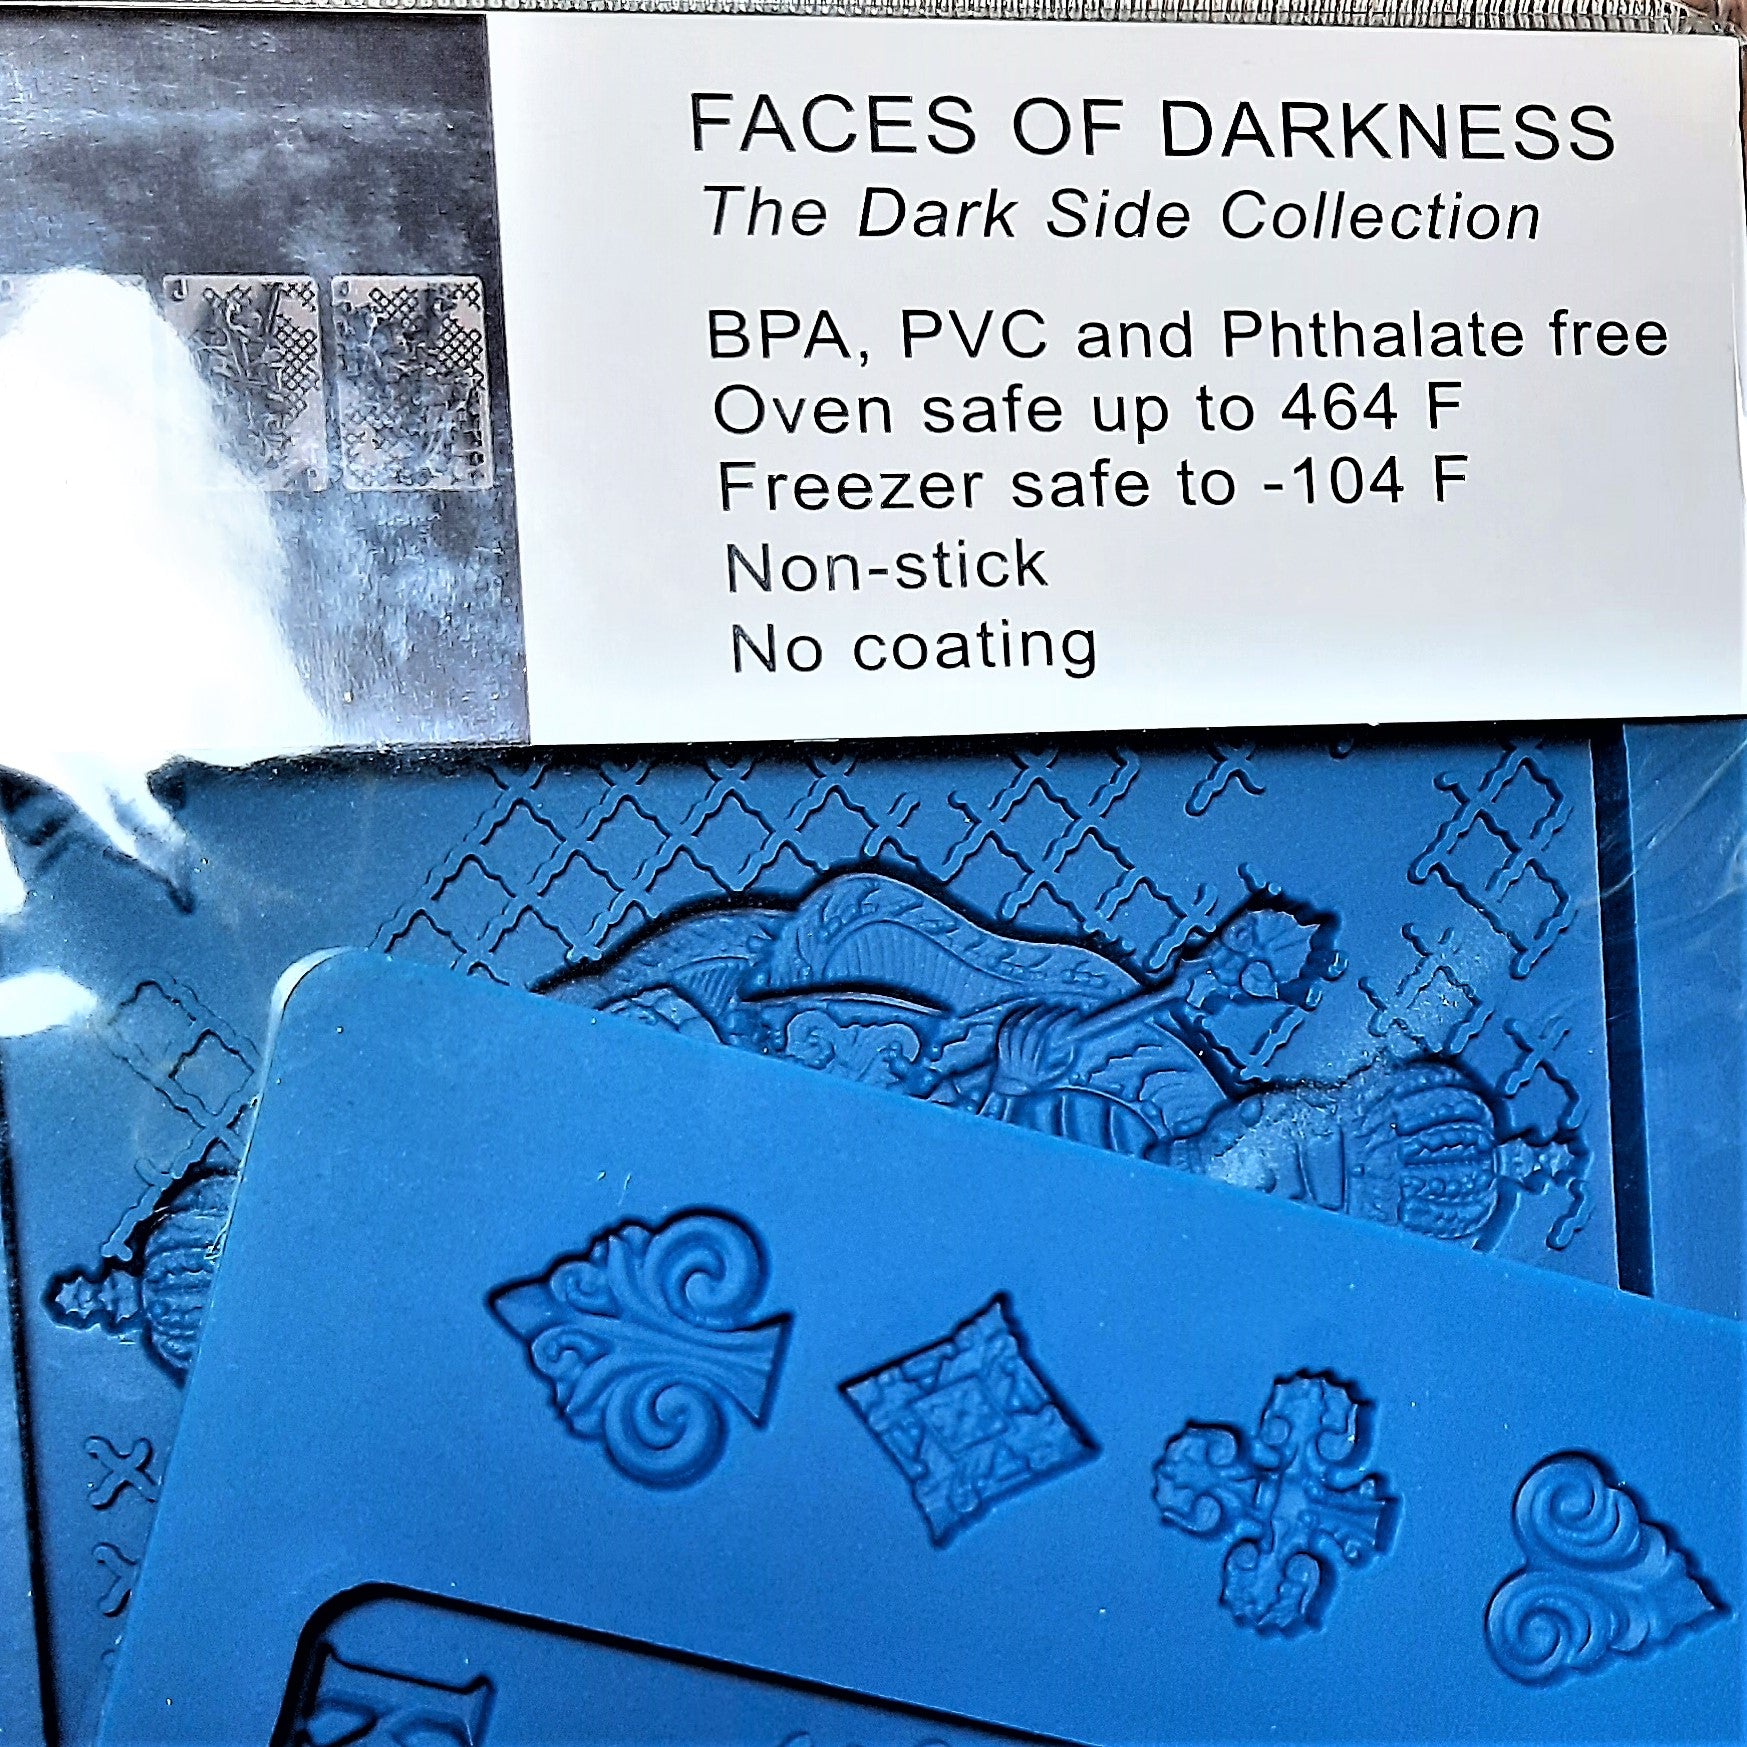 FACES OF DARKNESS
The Dark Side Collection
BPA, PVC and Phthalate free
Oven safe up to 464 F
Freezer safe to -104 F
Non-stick
No coating
K